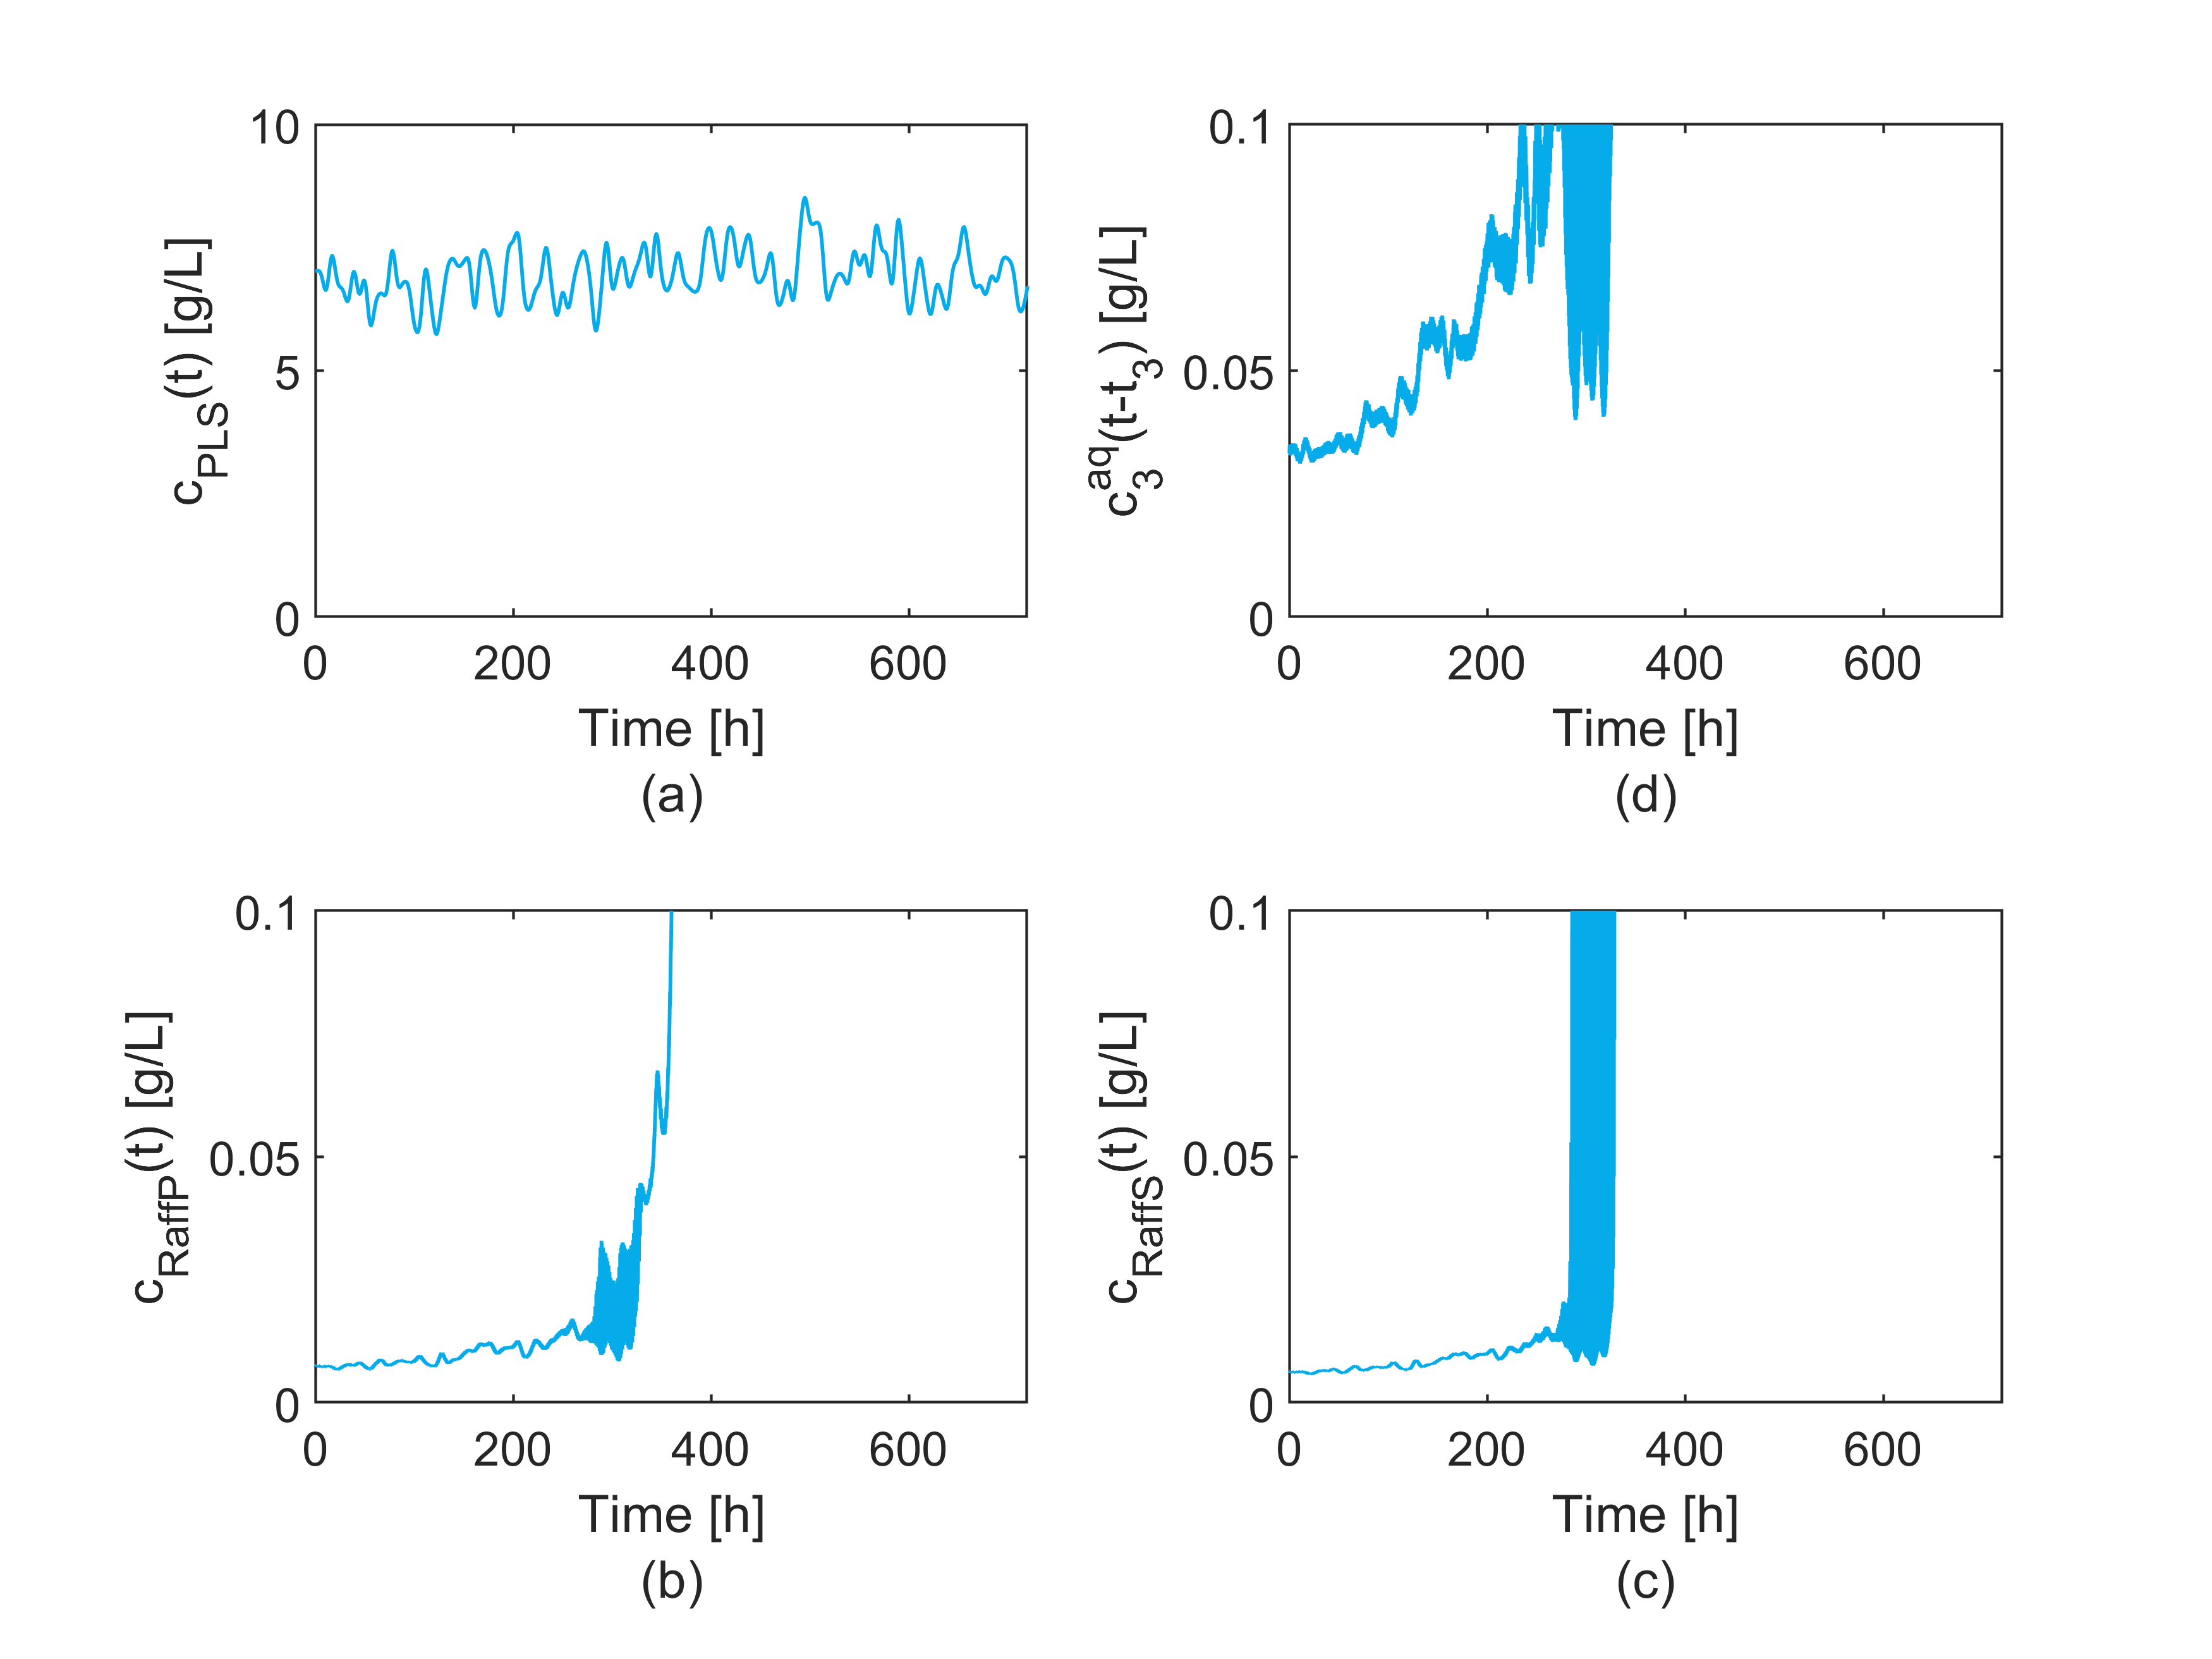 10
5
0
c_PLS(t) [g/L]
0 200 400 600
Time [h]
(a)
0.1
0.05
0
c_3^aq(t-t_3) [g/L]
0 200 400 600
Time [h]
(d)
0.1
0.05
0
c_RaffP(t) [g/L]
0 200 400 600
Time [h]
(b)
0.1
0.05
0
c_RaffS(t) [g/L]
0 200 400 600
Time [h]
(c)